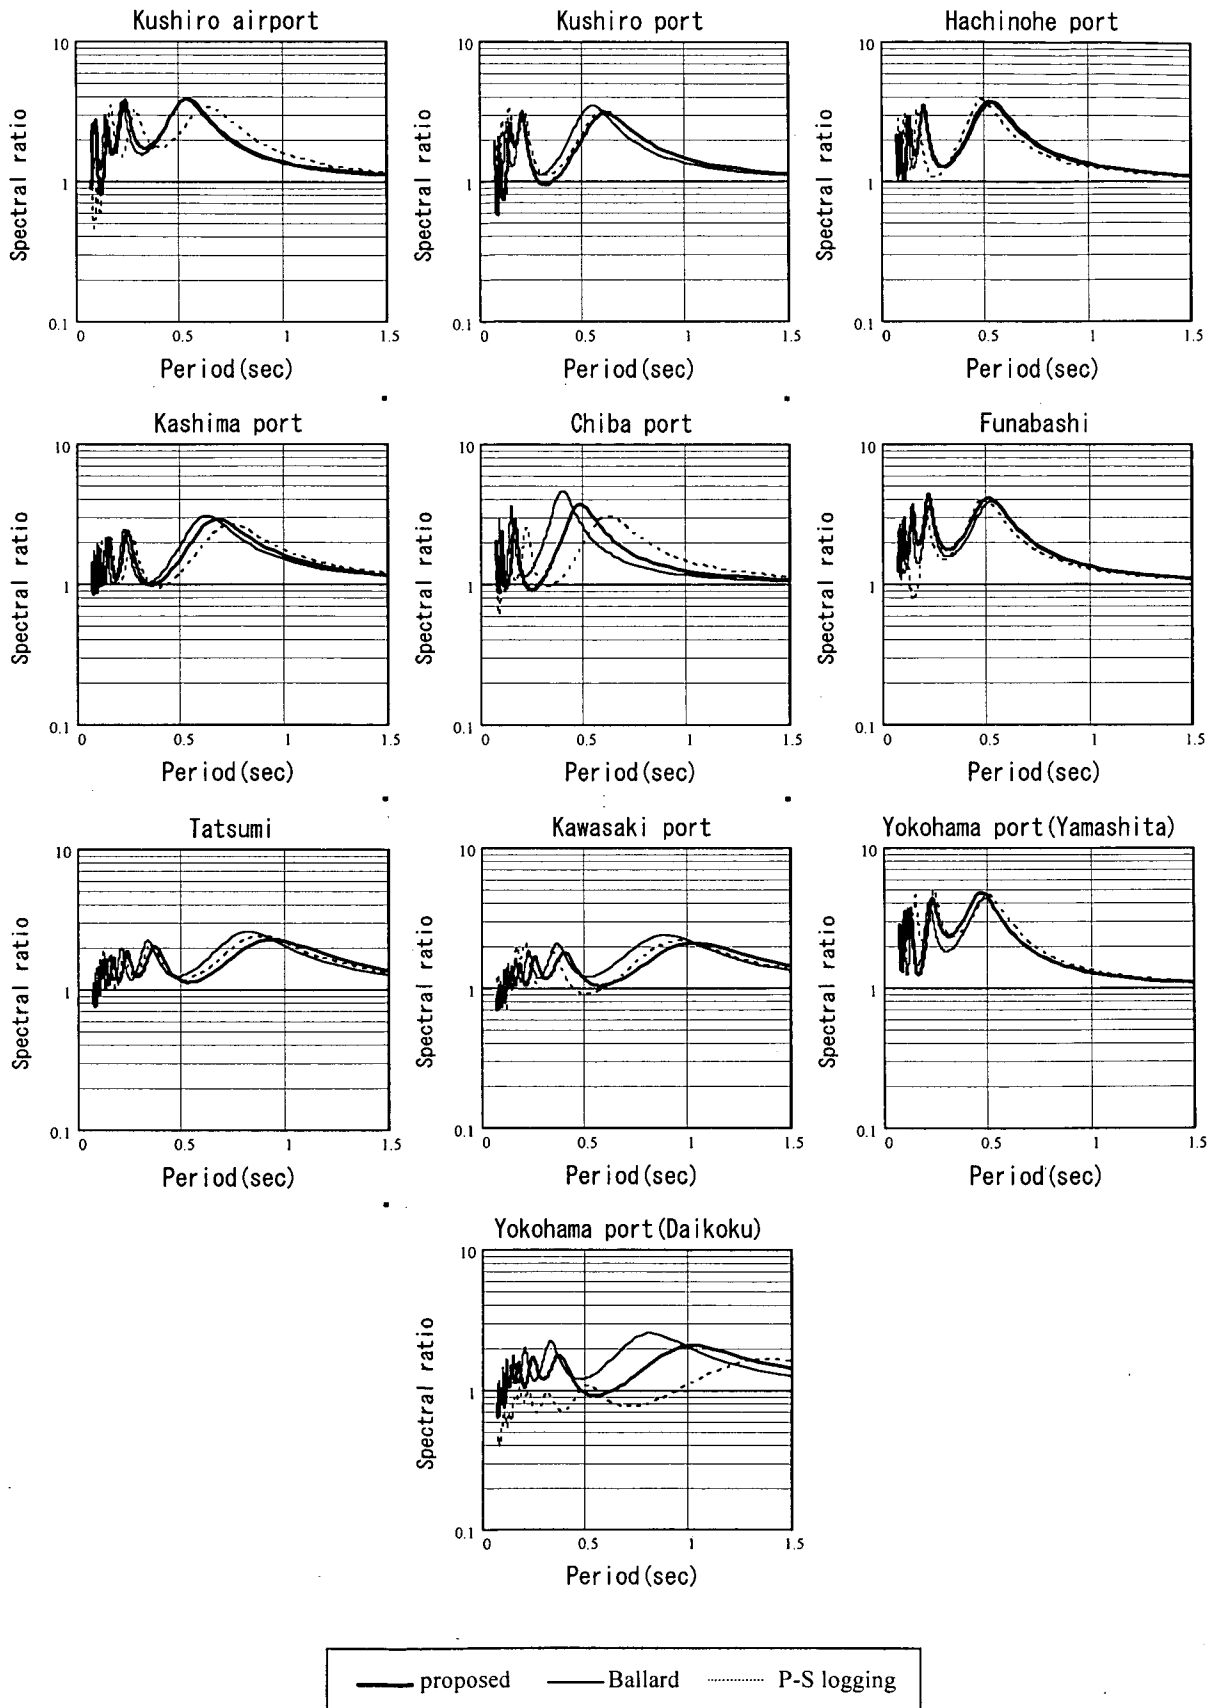 Kushiro airport
Kushiro port
Hachinohe port
Spectral ratio
10
1
0.1
0 0.5 1 1.5
Period(sec)
Spectral ratio
10
1
0.1
0 0.5 1 1.5
Period(sec)
Spectral ratio
10
1
0.1
0 0.5 1 1.5
Period(sec)
Kashima port
Chiba port
Funabashi
Spectral ratio
10
1
0.1
0 0.5 1 1.5
Period(sec)
Spectral ratio
10
1
0.1
0 0.5 1 1.5
Period(sec)
Spectral ratio
10
1
0.1
0 0.5 1 1.5
Period(sec)
Tatsumi
Kawasaki port
Yokohama port(Yamashita)
Spectral ratio
10
1
0.1
0 0.5 1 1.5
Period(sec)
Spectral ratio
10
1
0.1
0 0.5 1 1.5
Period(sec)
Spectral ratio
10
1
0.1
0 0.5 1 1.5
Period(sec)
Yokohama port(Daikoku)
Spectral ratio
10
1
0.1
0 0.5 1 1.5
Period(sec)
proposed Ballard P-S logging